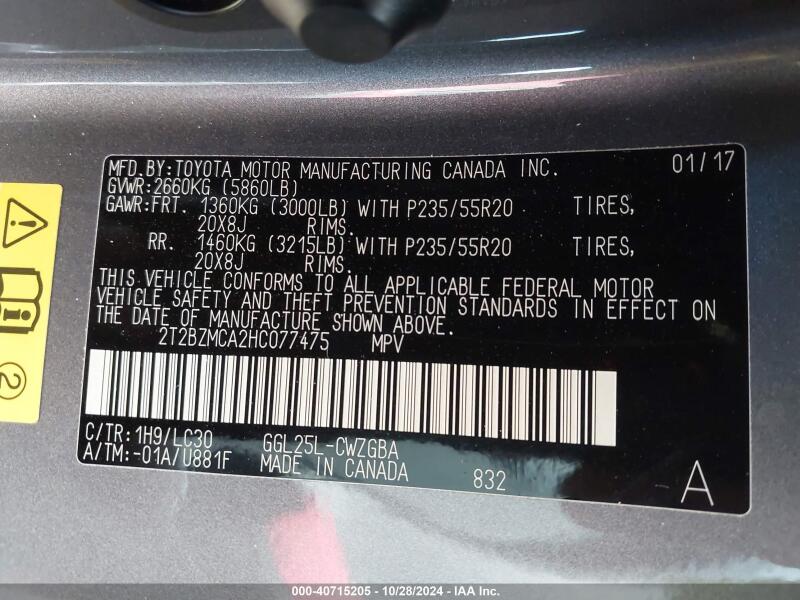 MFD.BY:TOYOTA MOTOR MANUFACTURING CANADA INC. 01/17
GVWR:2660KG (5860LB)
GAWR:FRT. 1360KG (3000LB) WITH P235/55R20 TIRES,
20X8J RIMS.
RR. 1460KG (3215LB) WITH P235/55R20 TIRES,
20X8J RIMS.
THIS VEHICLE CONFORMS TO ALL APPLICABLE FEDERAL MOTOR
VEHICLE SAFETY AND THEFT PREVENTION STANDARDS IN EFFECT ON
THE DATE OF MANUFACTURE SHOWN ABOVE.
2T2BZMCA2HC077475 MPV
C/TR:1H9/LC30 GGL25L-CWZGBA
A/TM:-01A/U881F MADE IN CANADA 832 A
2
000-40715205 - 10/28/2024 - IAA Inc.